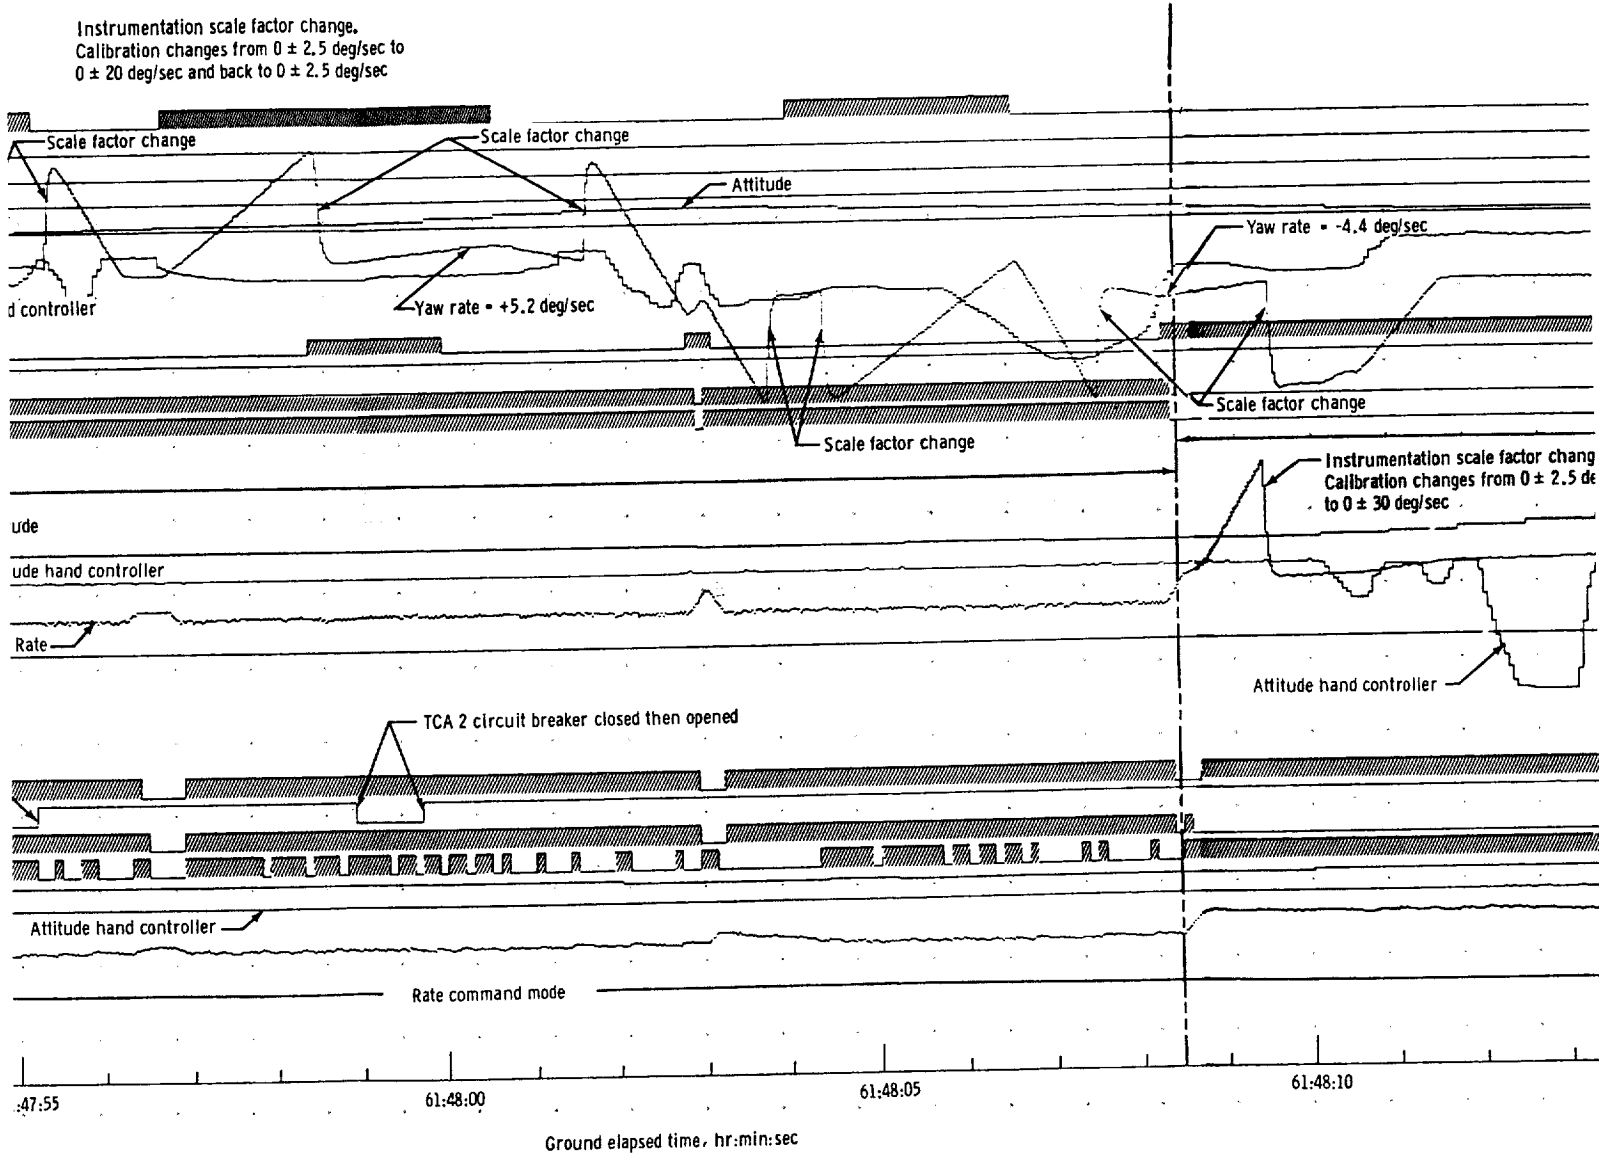 Instrumentation scale factor change.
Calibration changes from 0 ± 2.5 deg/sec to
0 ± 20 deg/sec and back to 0 ± 2.5 deg/sec
Scale factor change
Scale factor change
Attitude
Yaw rate = -4.4 deg/sec
d controller
Yaw rate = +5.2 deg/sec
Scale factor change
Scale factor change
Instrumentation scale factor chang
Calibration changes from 0 ± 2.5 de
to 0 ± 30 deg/sec
ude
ude hand controller
Rate
Attitude hand controller
TCA 2 circuit breaker closed then opened
Attitude hand controller
Rate command mode
:47:55
61:48:00
61:48:05
61:48:10
Ground elapsed time, hr:min:sec